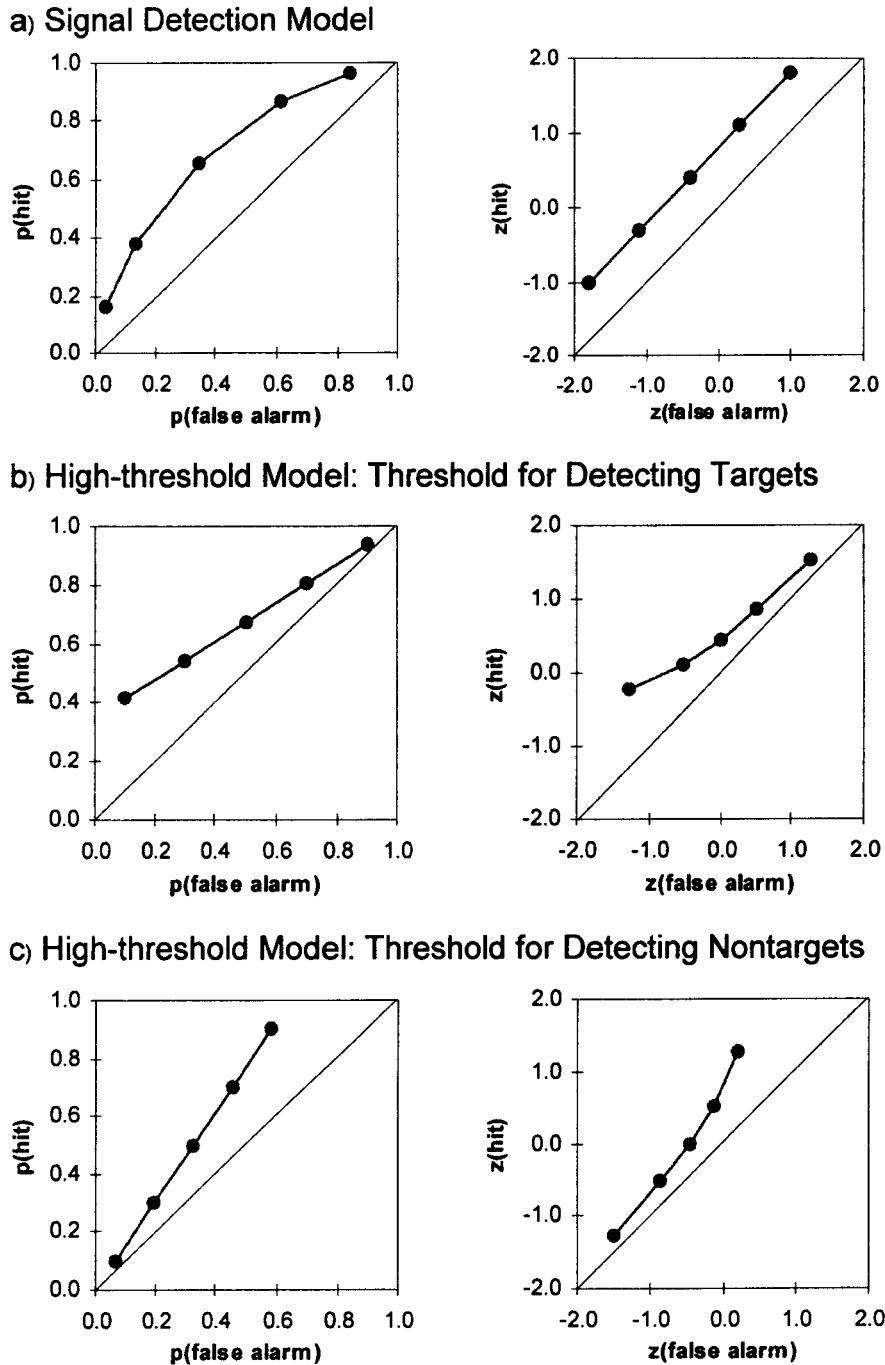 a) Signal Detection Model
1.0
0.8
0.6
0.4
0.2
0.0
p(hit)
0.0 0.2 0.4 0.6 0.8 1.0
p(false alarm)
2.0
1.0
0.0
-1.0
-2.0
z(hit)
-2.0 -1.0 0.0 1.0 2.0
z(false alarm)
b) High-threshold Model: Threshold for Detecting Targets
1.0
0.8
0.6
0.4
0.2
0.0
p(hit)
0.0 0.2 0.4 0.6 0.8 1.0
p(false alarm)
2.0
1.0
0.0
-1.0
-2.0
z(hit)
-2.0 -1.0 0.0 1.0 2.0
z(false alarm)
c) High-threshold Model: Threshold for Detecting Nontargets
1.0
0.8
0.6
0.4
0.2
0.0
p(hit)
0.0 0.2 0.4 0.6 0.8 1.0
p(false alarm)
2.0
1.0
0.0
-1.0
-2.0
z(hit)
-2.0 -1.0 0.0 1.0 2.0
z(false alarm)